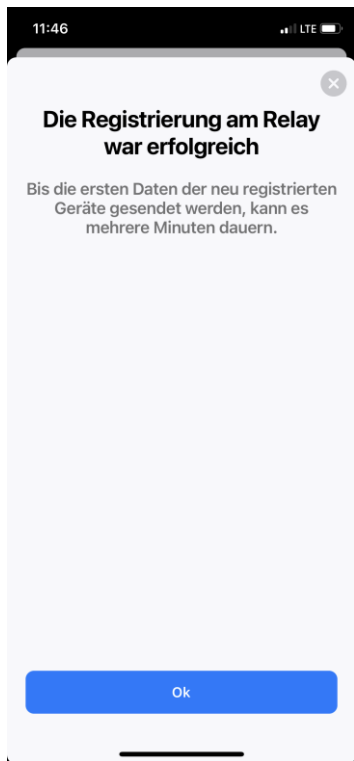 11:46
LTE
Die Registrierung am Relay
war erfolgreich
Bis die ersten Daten der neu registrierten
Geräte gesendet werden, kann es
mehrere Minuten dauern.
Ok